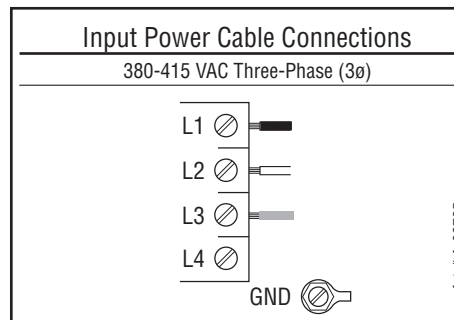 Input Power Cable Connections
380-415 VAC Three-Phase (3ø)
L1
L2
L3
L4
GND